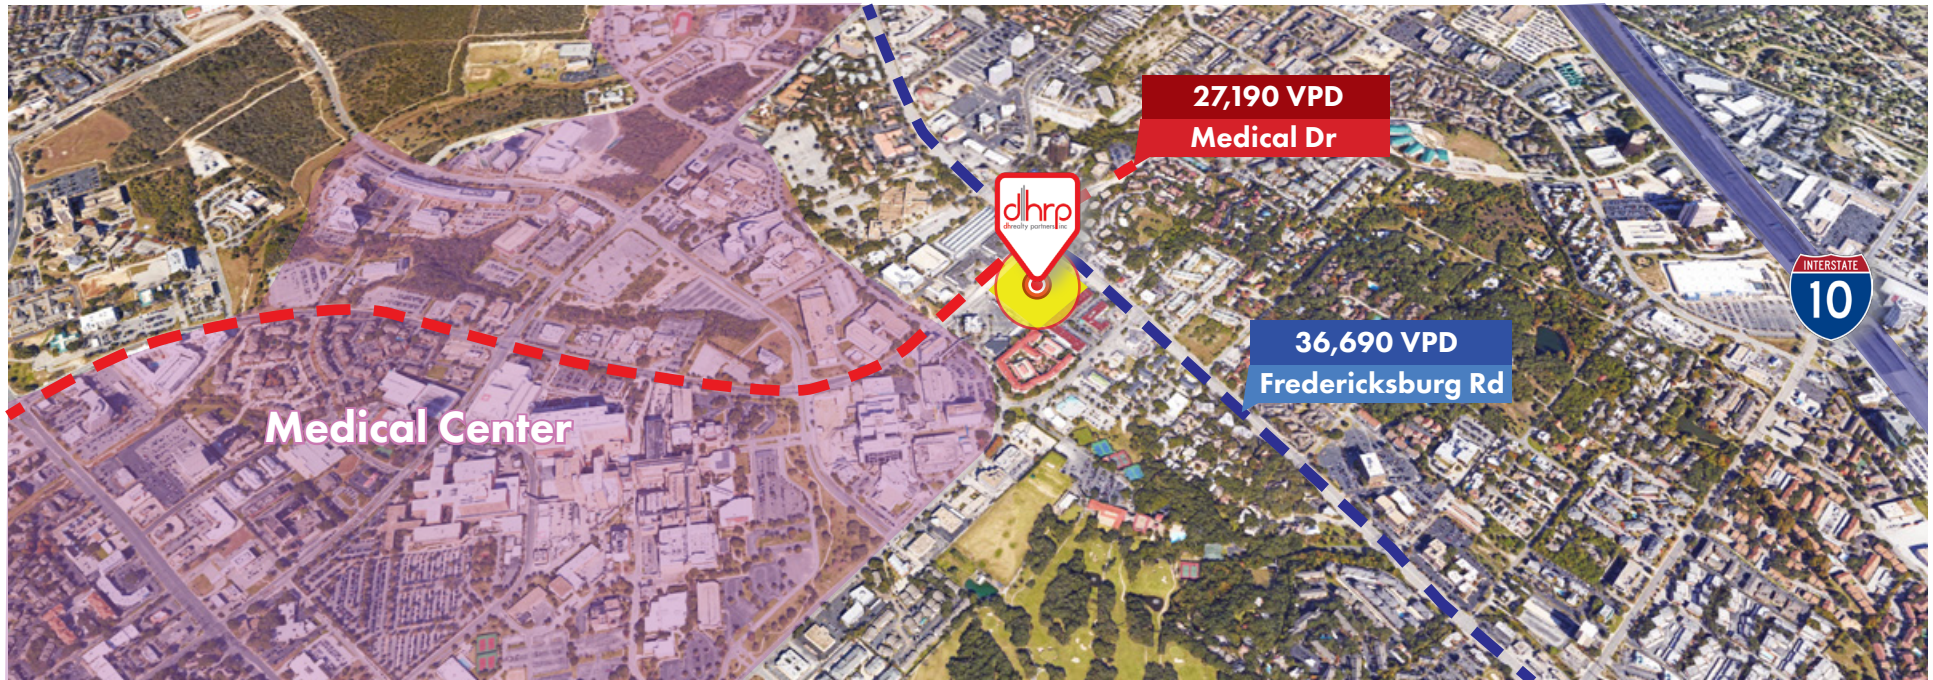 27,190 VPD
Medical Dr
dhrp
dhrealty partners inc
INTERSTATE
10
36,690 VPD
Fredericksburg Rd
Medical Center